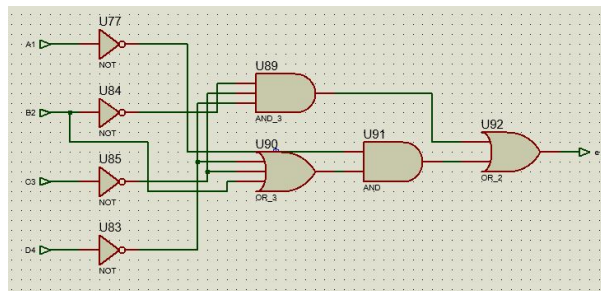 U77
A1
NOT
U89
U84
B2
NOT
AND_3
U92
U90
U91
U85
e
C3
NOT
OR_3
AND
OR_2
U83
D4
NOT